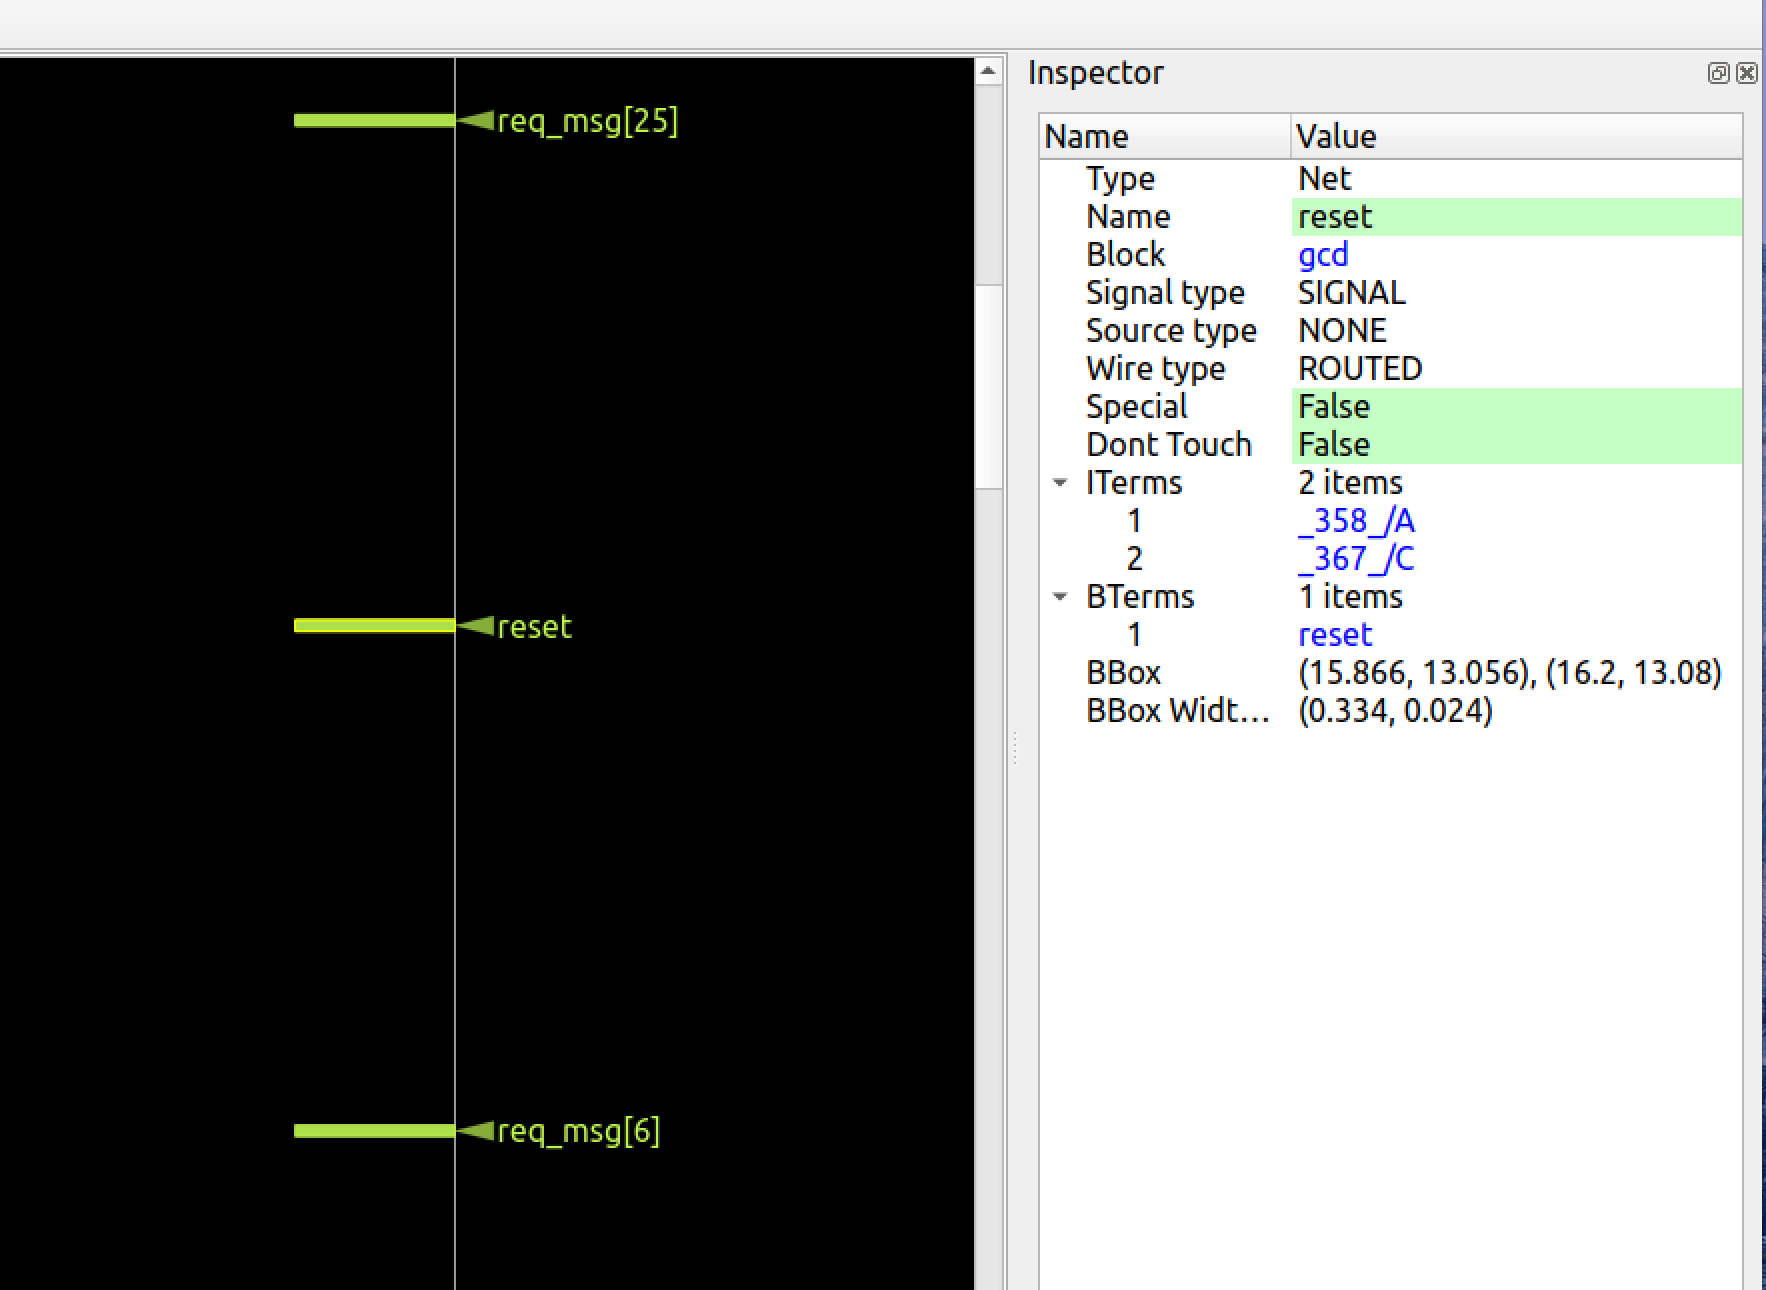 req_msg[25]
reset
req_msg[6]
Inspector
Name Value
Type Net
Name reset
Block gcd
Signal type SIGNAL
Source type NONE
Wire type ROUTED
Special False
Dont Touch False
ITerms 2 items
1 _358_/A
2 _367_/C
BTerms 1 items
1 reset
BBox (15.866, 13.056), (16.2, 13.08)
BBox Widt... (0.334, 0.024)